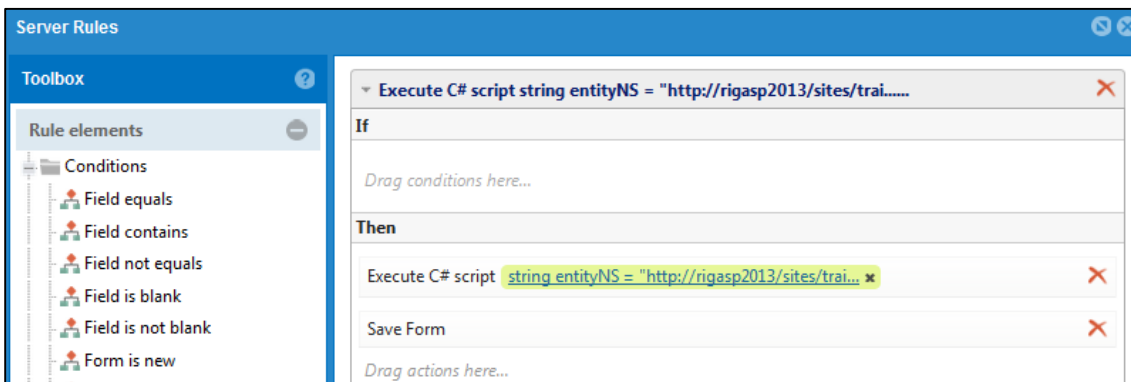 Server Rules
Toolbox
Rule elements
Conditions
Field equals
Field contains
Field not equals
Field is blank
Field is not blank
Form is new
Execute C# script string entityNS = "http://rigasp2013/sites/trai......
If
Drag conditions here...
Then
Execute C# script string entityNS = "http://rigasp2013/sites/trai...
Save Form
Drag actions here...